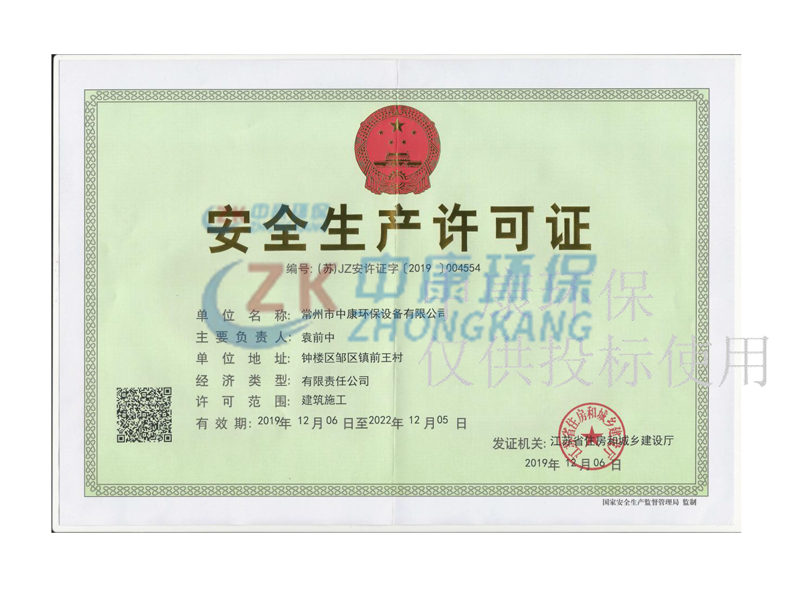 安全生产许可证
编号:(苏)JZ安许证字〔2019 〕004554
ZK 中康环保
ZHONGKANG
中康环保
仅供投标使用
单位名称: 常州市中康环保设备有限公司
主要负责人: 袁前中
单位地址: 钟楼区邹区镇前王村
经济类型: 有限责任公司
许可范围: 建筑施工
有效期: 2019年 12月 06日至2022年 12月 05日
发证机关: 江苏省住房和城乡建设厅
2019年 12月 06日
国家安全生产监督管理局 监制